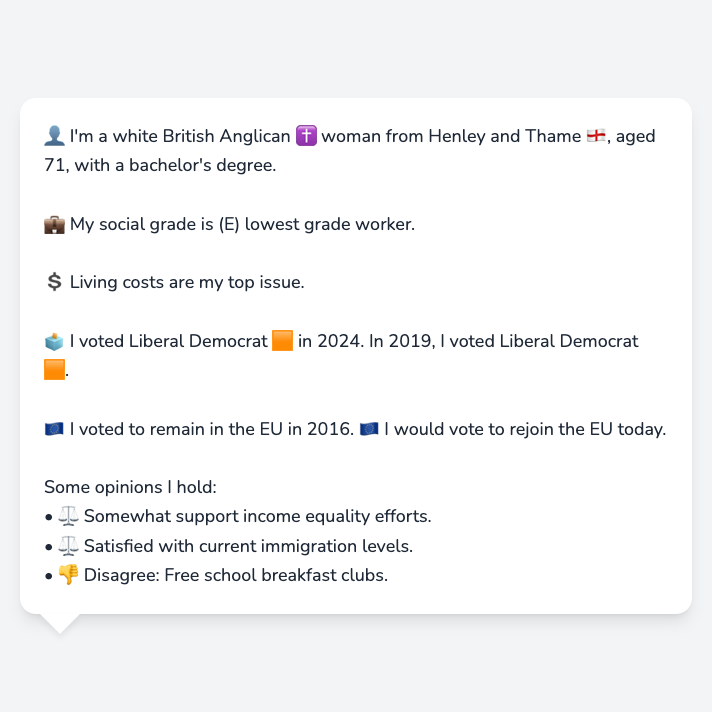 👤 I'm a white British Anglican ✝️ woman from Henley and Thame 🏴󠁧󠁢󠁥󠁮󠁧󠁿, aged
71, with a bachelor's degree.
💼 My social grade is (E) lowest grade worker.
💲 Living costs are my top issue.
🗳️ I voted Liberal Democrat 🟧 in 2024. In 2019, I voted Liberal Democrat
🟧.
🇪🇺 I voted to remain in the EU in 2016. 🇪🇺 I would vote to rejoin the EU today.
Some opinions I hold:
• ⚖️ Somewhat support income equality efforts.
• ⚖️ Satisfied with current immigration levels.
• 👎 Disagree: Free school breakfast clubs.